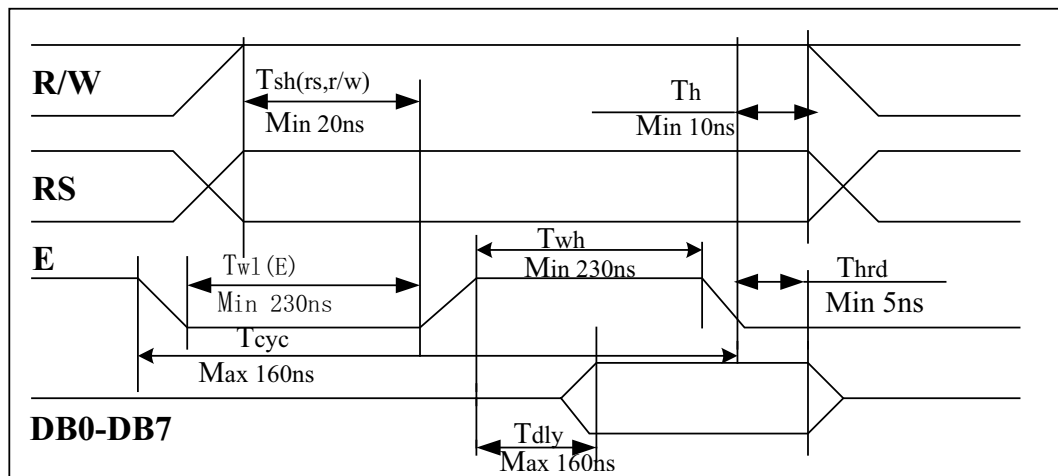 R/W
Tsh(rs,r/w)
Min 20ns
Th
Min 10ns
RS
E
Twl(E)
Min 230ns
Twh
Min 230ns
Thrd
Min 5ns
Tcyc
Max 160ns
DB0-DB7
Tdly
Max 160ns